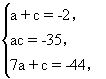 a + c = -2,
ac = -35,
7a + c = -44,